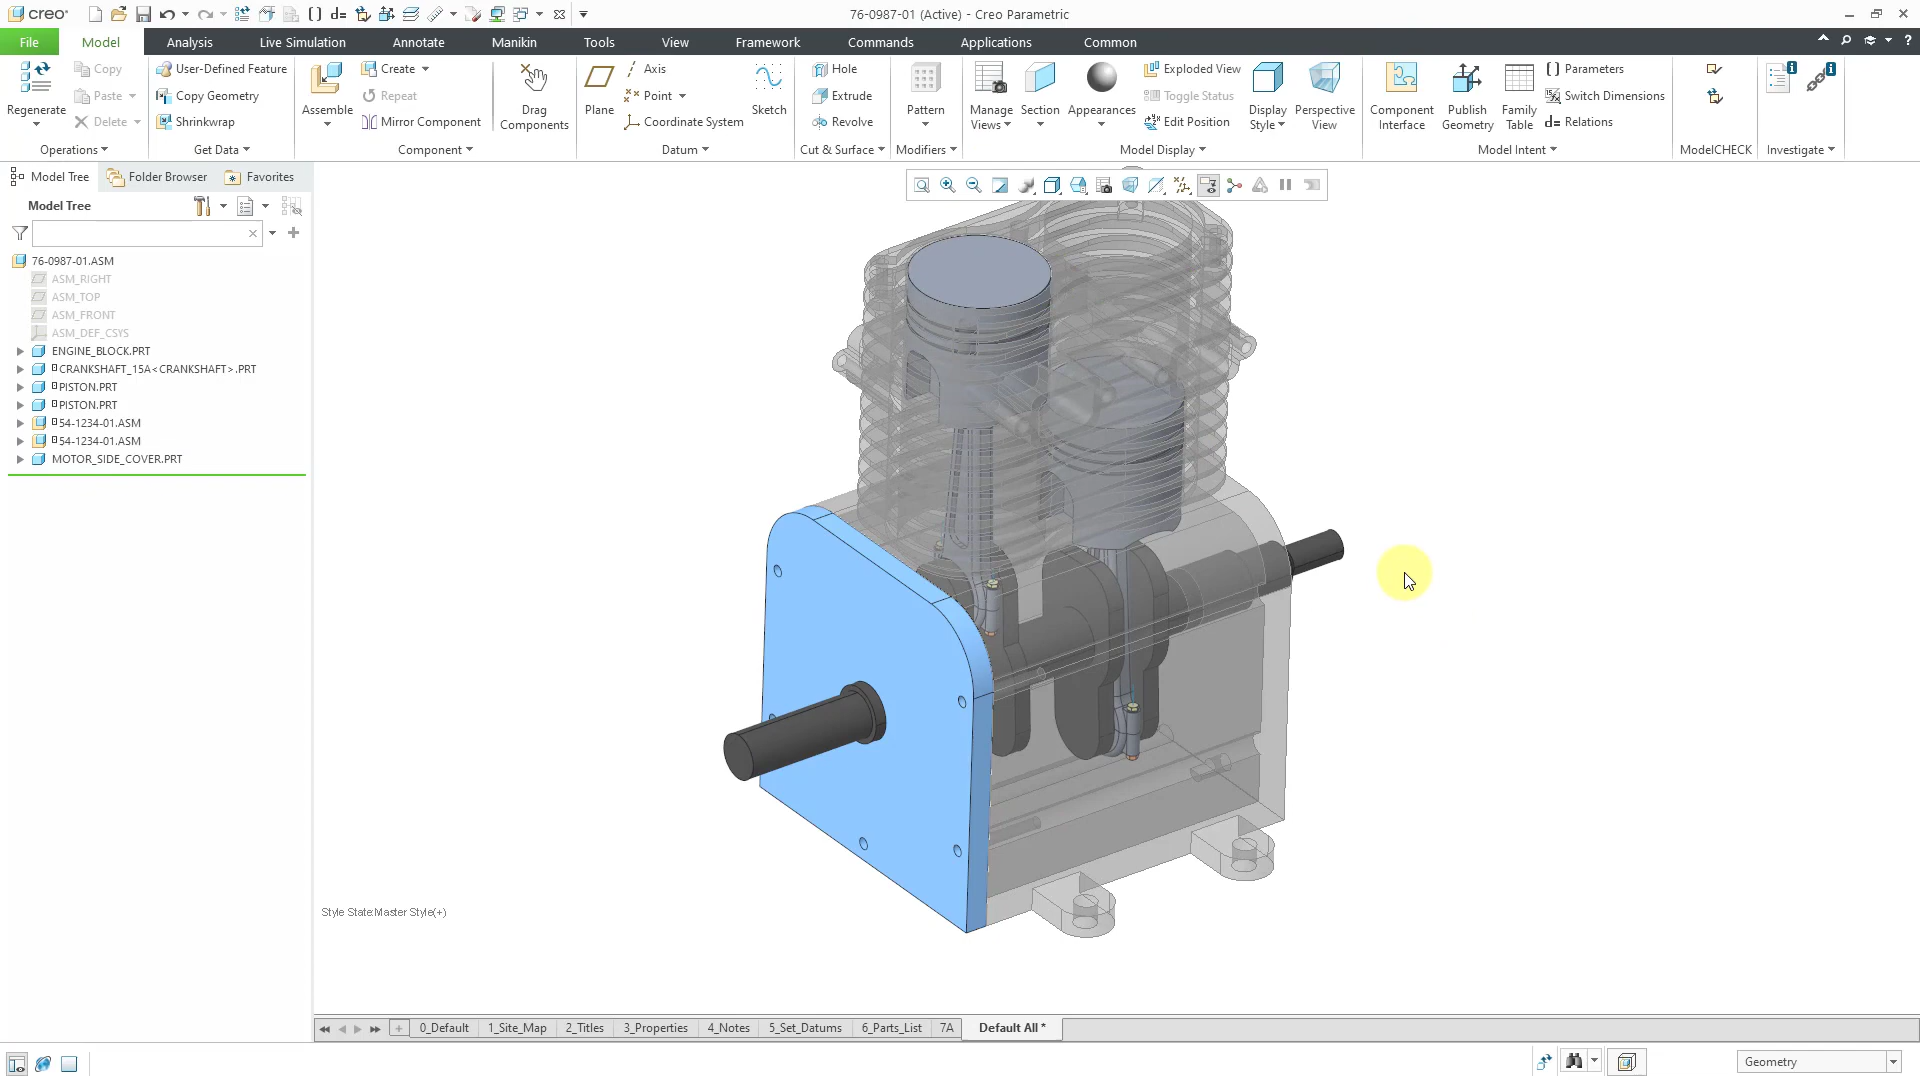 creo
76-0987-01 (Active) - Creo Parametric
File
Model
Analysis
Live Simulation
Annotate
Manikin
Tools
View
Framework
Commands
Applications
Common
Regenerate
Copy
Paste
Delete
Operations
User-Defined Feature
Copy Geometry
Shrinkwrap
Get Data
Assemble
Create
Repeat
Mirror Component
Component
Drag Components
Plane
Axis
Point
Coordinate System
Sketch
Datum
Hole
Extrude
Revolve
Cut & Surface
Pattern
Modifiers
Manage Views
Section
Appearances
Exploded View
Toggle Status
Edit Position
Display Style
Perspective View
Model Display
Component Interface
Publish Geometry
Family Table
Parameters
Switch Dimensions
d= Relations
Model Intent
ModelCHECK
Investigate
Model Tree
Folder Browser
Favorites
Model Tree
76-0987-01.ASM
ASM_RIGHT
ASM_TOP
ASM_FRONT
ASM_DEF_CSYS
ENGINE_BLOCK.PRT
CRANKSHAFT_15A<CRANKSHAFT>.PRT
PISTON.PRT
PISTON.PRT
54-1234-01.ASM
54-1234-01.ASM
MOTOR_SIDE_COVER.PRT
Style State:Master Style(+)
0_Default
1_Site_Map
2_Titles
3_Properties
4_Notes
5_Set_Datums
6_Parts_List
7A
Default All *
Geometry